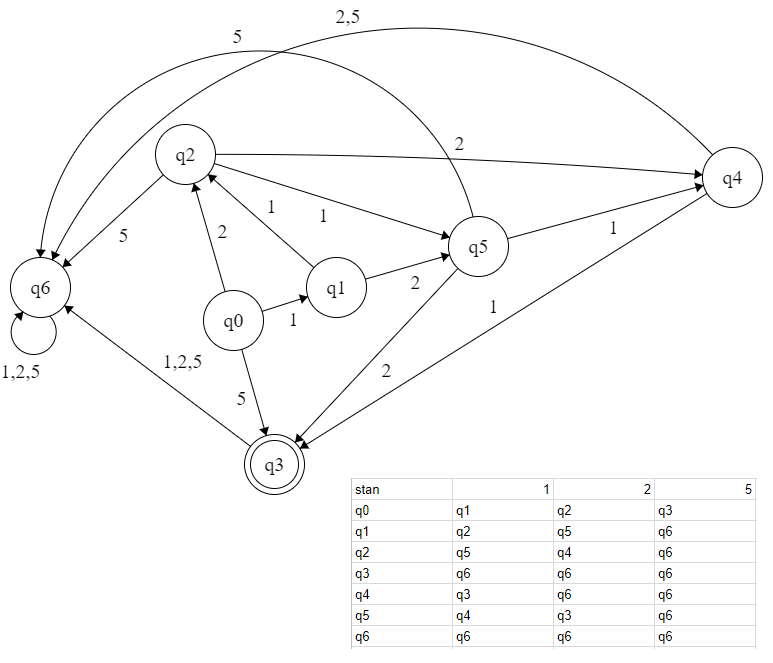 2,5
5
q2
2
q4
1
1
2
5
q5
1
q6
q1
2
q0
1
1
1,2,5
1,2,5
2
5
q3
stan 1 2 5
q0 q1 q2 q3
q1 q2 q5 q6
q2 q5 q4 q6
q3 q6 q6 q6
q4 q3 q6 q6
q5 q4 q3 q6
q6 q6 q6 q6